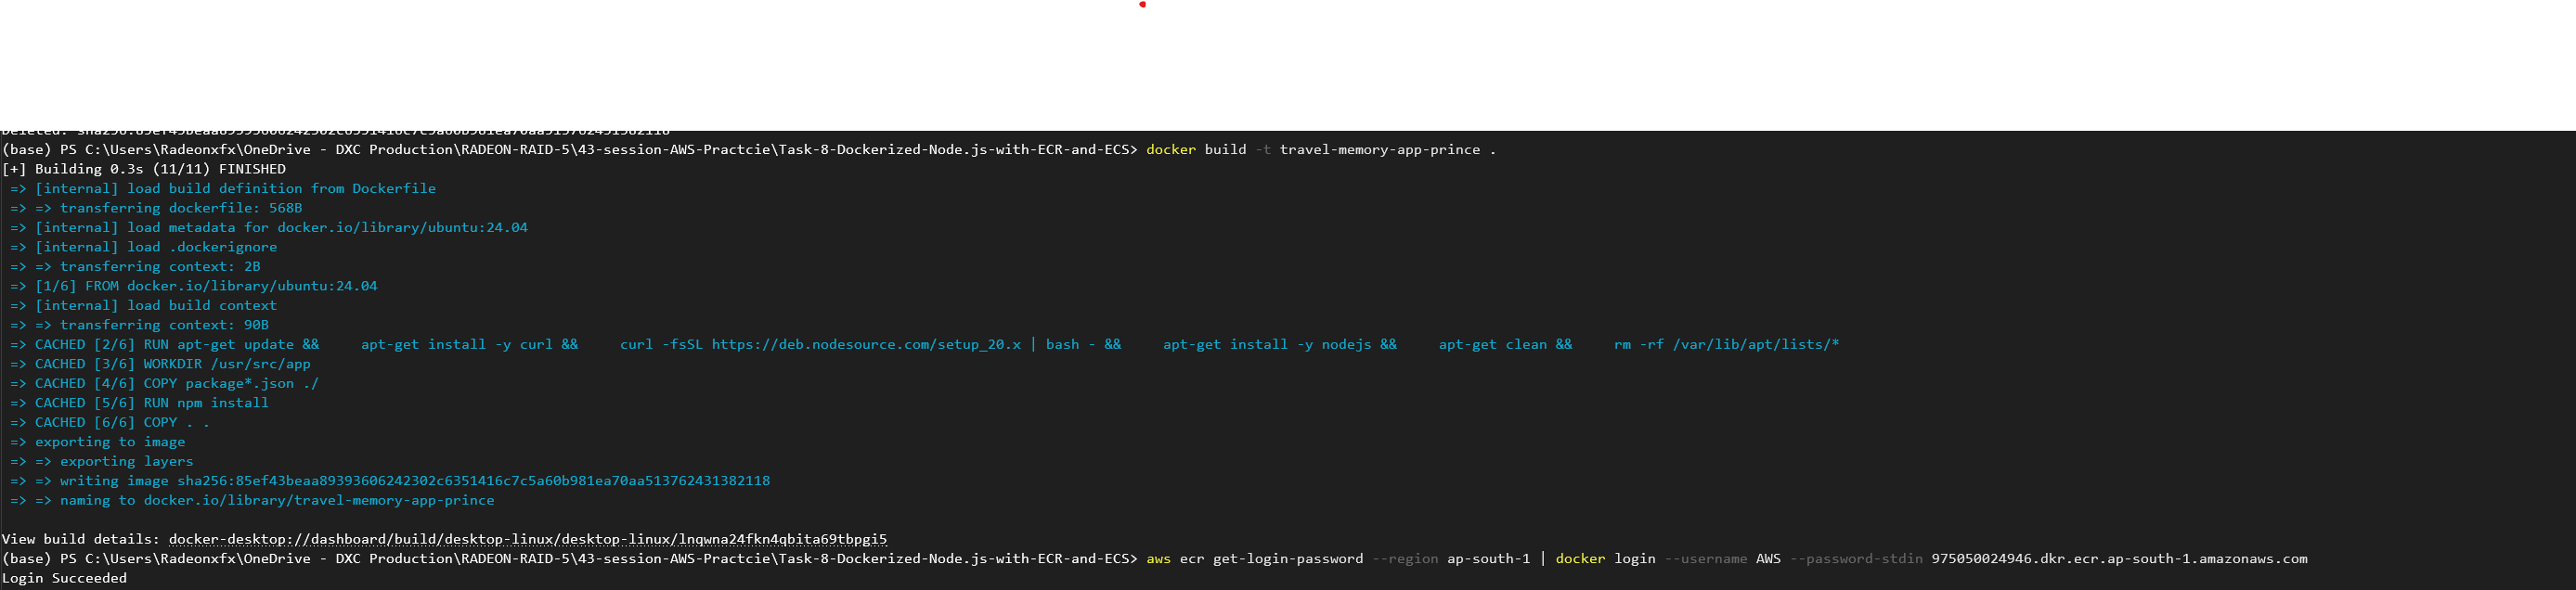 Deleted: sha256:85ef43beaa89393606242302c6351416c7c5a60b981ea70aa513762431382118
(base) PS C:\Users\Radeonxfx\OneDrive - DXC Production\RADEON-RAID-5\43-session-AWS-Practcie\Task-8-Dockerized-Node.js-with-ECR-and-ECS> docker build -t travel-memory-app-prince .
[+] Building 0.3s (11/11) FINISHED
=> [internal] load build definition from Dockerfile
=> => transferring dockerfile: 568B
=> [internal] load metadata for docker.io/library/ubuntu:24.04
=> [internal] load .dockerignore
=> => transferring context: 2B
=> [1/6] FROM docker.io/library/ubuntu:24.04
=> [internal] load build context
=> => transferring context: 90B
=> CACHED [2/6] RUN apt-get update &&     apt-get install -y curl &&     curl -fsSL https://deb.nodesource.com/setup_20.x | bash - &&     apt-get install -y nodejs &&     apt-get clean &&     rm -rf /var/lib/apt/lists/*
=> CACHED [3/6] WORKDIR /usr/src/app
=> CACHED [4/6] COPY package*.json ./
=> CACHED [5/6] RUN npm install
=> CACHED [6/6] COPY . .
=> exporting to image
=> => exporting layers
=> => writing image sha256:85ef43beaa89393606242302c6351416c7c5a60b981ea70aa513762431382118
=> => naming to docker.io/library/travel-memory-app-prince
View build details: docker-desktop://dashboard/build/desktop-linux/desktop-linux/lnqwna24fkn4qbita69tbpgi5
(base) PS C:\Users\Radeonxfx\OneDrive - DXC Production\RADEON-RAID-5\43-session-AWS-Practcie\Task-8-Dockerized-Node.js-with-ECR-and-ECS> aws ecr get-login-password --region ap-south-1 | docker login --username AWS --password-stdin 975050024946.dkr.ecr.ap-south-1.amazonaws.com
Login Succeeded